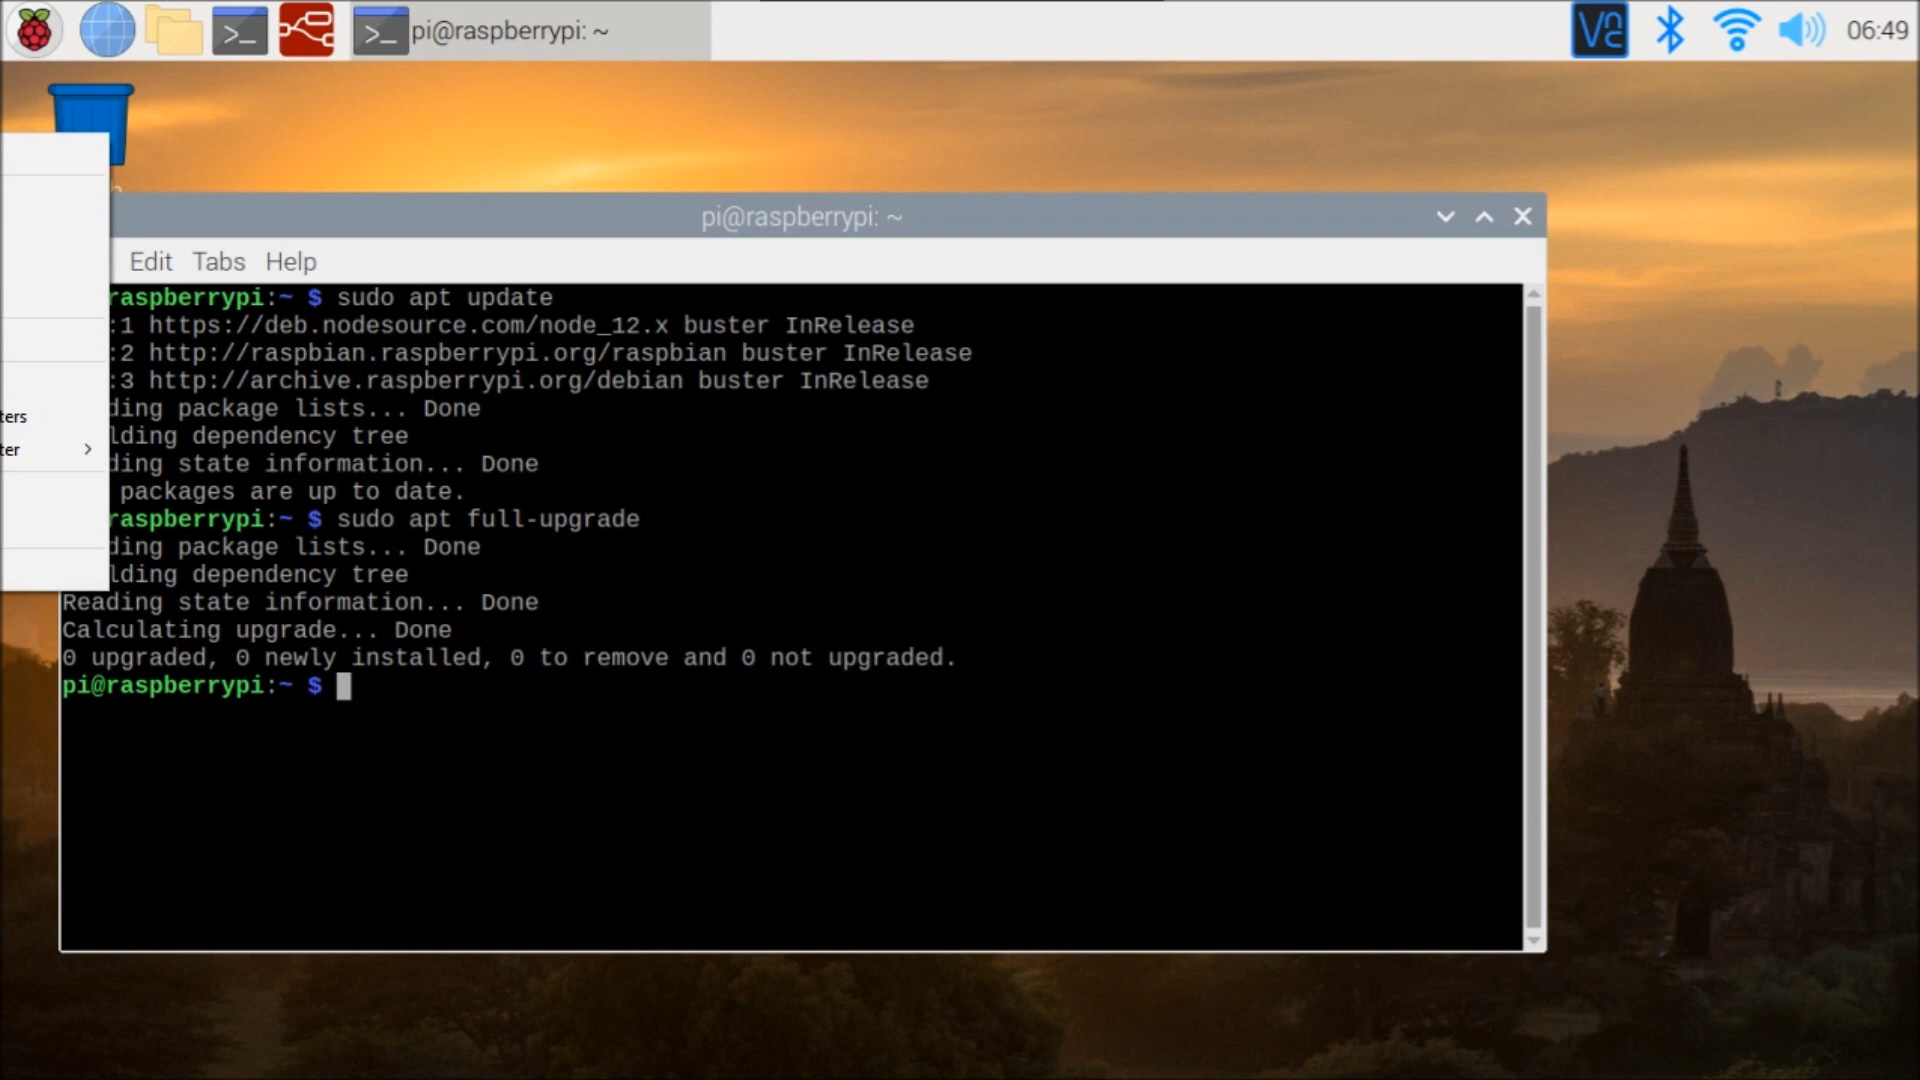 >_
>_ pi@raspberrypi: ~
VNC
06:49
pi@raspberrypi: ~
Edit Tabs Help
raspberrypi:~ $ sudo apt update
:1 https://deb.nodesource.com/node_12.x buster InRelease
:2 http://raspbian.raspberrypi.org/raspbian buster InRelease
:3 http://archive.raspberrypi.org/debian buster InRelease
ding package lists... Done
lding dependency tree
ding state information... Done
packages are up to date.
raspberrypi:~ $ sudo apt full-upgrade
ding package lists... Done
lding dependency tree
Reading state information... Done
Calculating upgrade... Done
0 upgraded, 0 newly installed, 0 to remove and 0 not upgraded.
pi@raspberrypi:~ $
ters
ter